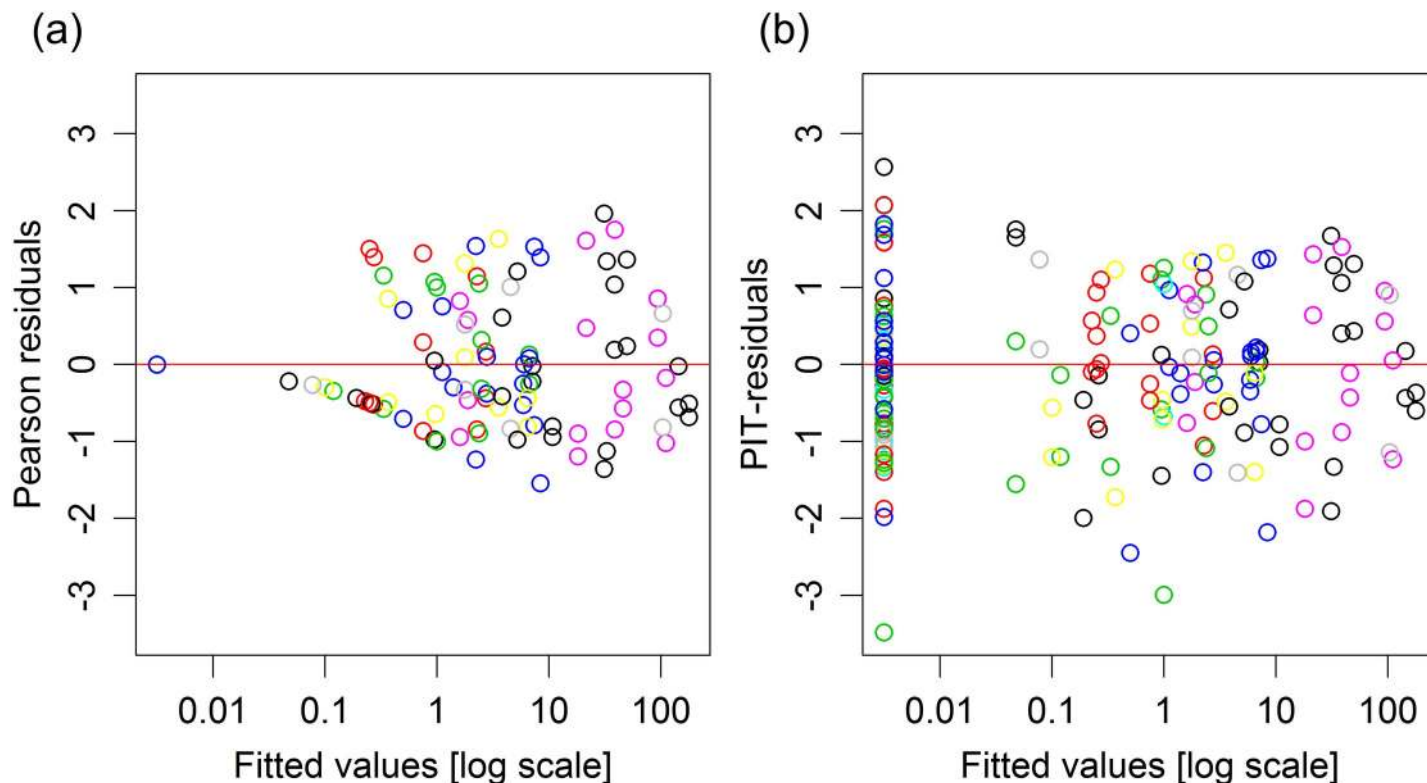 (a)
(b)
Pearson residuals
3
2
1
0
-1
-2
-3
0.01 0.1 1 10 100
Fitted values [log scale]
PIT-residuals
3
2
1
0
-1
-2
-3
0.01 0.1 1 10 100
Fitted values [log scale]